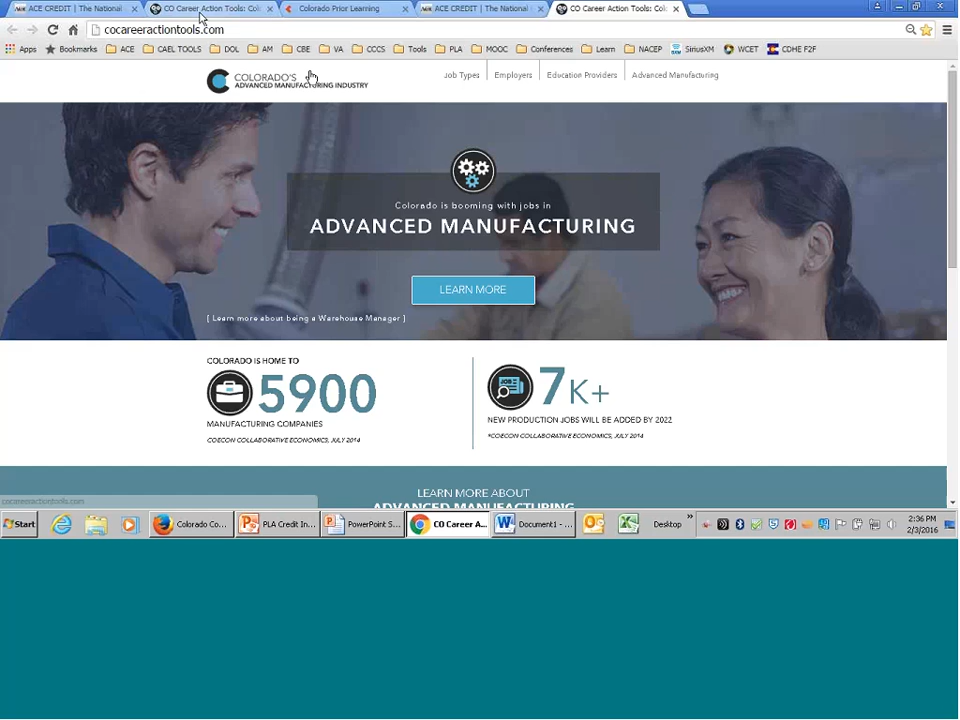 ACE CREDIT | The National
CO Career Action Tools: Col
Colorado Prior Learning
ACE CREDIT | The National
CO Career Action Tools: Col
cocareeractiontools.com
Apps
Bookmarks
ACE
CAEL TOOLS
DOL
AM
CBE
VA
CCCS
Tools
PLA
MOOC
Conferences
Learn
NACEP
SiriusXM
WCET
CDHE F2F
COLORADO'S
ADVANCED MANUFACTURING INDUSTRY
Job Types
Employers
Education Providers
Advanced Manufacturing
Colorado is booming with jobs in
ADVANCED MANUFACTURING
LEARN MORE
[ Learn more about being a Warehouse Manager ]
COLORADO IS HOME TO
5900
MANUFACTURING COMPANIES
COECON COLLABORATIVE ECONOMICS, JULY 2014
JOB
7K+
NEW PRODUCTION JOBS WILL BE ADDED BY 2022
*COECON COLLABORATIVE ECONOMICS, JULY 2014
LEARN MORE ABOUT
ADVANCED MANUFACTURING
cocareeractiontools.com
Start
Colorado Co...
PLA Credit In...
PowerPoint S...
CO Career A...
Document1 - ...
Desktop
2:36 PM
2/3/2016